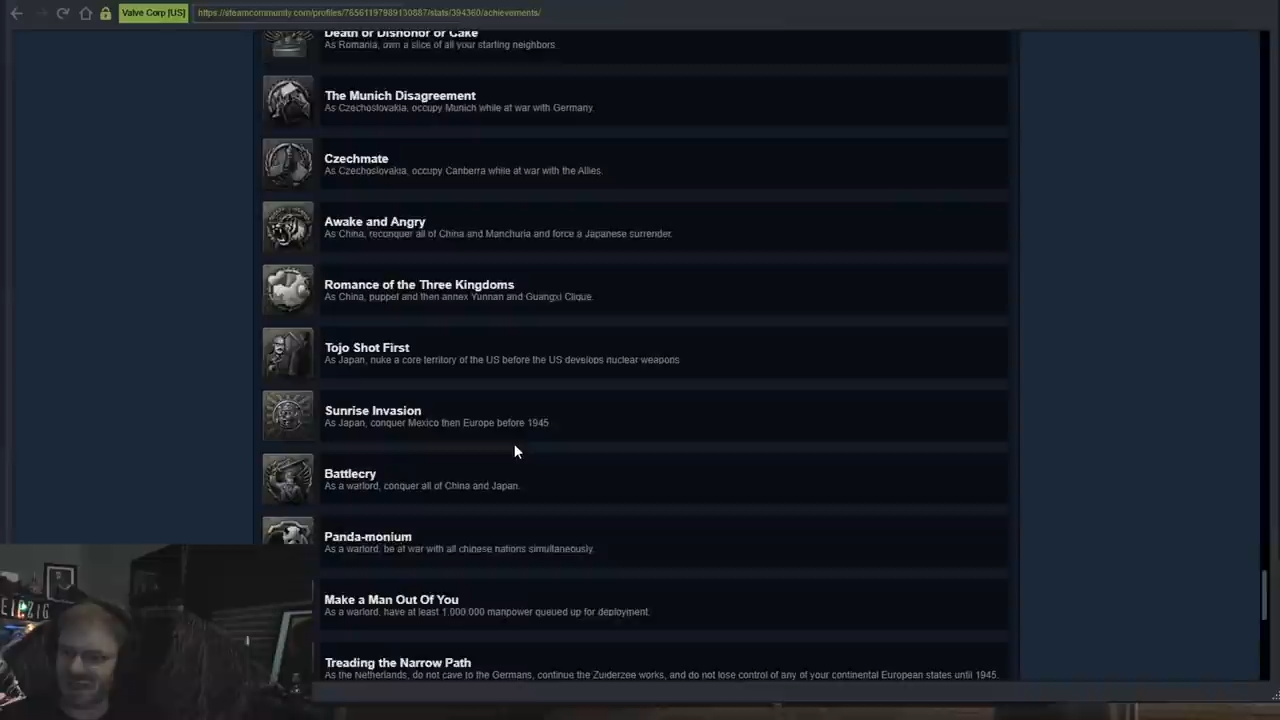 Valve Corp [US]
https://steamcommunity.com/profiles/76561197989130887/stats/394360/achievements/
Death or Dishonor or Cake
As Romania, own a slice of all your starting neighbors.
The Munich Disagreement
As Czechoslovakia, occupy Munich while at war with Germany.
Czechmate
As Czechoslovakia, occupy Canberra while at war with the Allies.
Awake and Angry
As China, reconquer all of China and Manchuria and force a Japanese surrender.
Romance of the Three Kingdoms
As China, puppet and then annex Yunnan and Guangxi Clique.
Tojo Shot First
As Japan, nuke a core territory of the US before the US develops nuclear weapons
Sunrise Invasion
As Japan, conquer Mexico then Europe before 1945
Battlecry
As a warlord, conquer all of China and Japan.
Panda-monium
As a warlord, be at war with all chinese nations simultaneously.
Make a Man Out Of You
As a warlord, have at least 1.000.000 manpower queued up for deployment.
Treading the Narrow Path
As the Netherlands, do not cave to the Germans, continue the Zuiderzee works, and do not lose control of any of your continental European states until 1945.